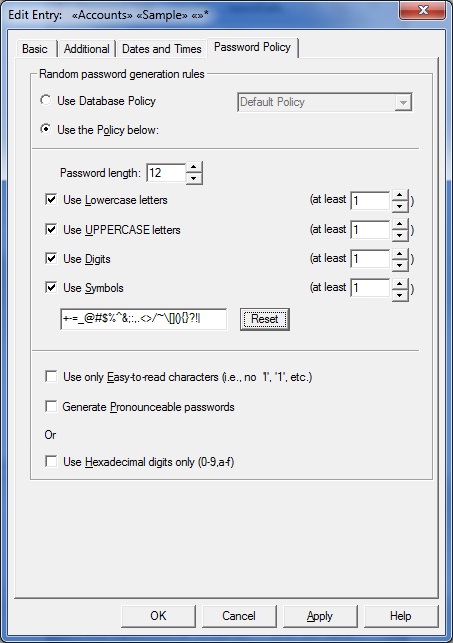 Edit Entry: «Accounts» «Sample» «»*
Basic Additional Dates and Times Password Policy
Random password generation rules
Use Database Policy Default Policy
Use the Policy below:
Password length: 12
Use Lowercase letters (at least 1 )
Use UPPERCASE letters (at least 1 )
Use Digits (at least 1 )
Use Symbols (at least 1 )
+-=_@#$%^&;:,.<>/~\[](){}?!| Reset
Use only Easy-to-read characters (i.e., no 'l', '1', etc.)
Generate Pronounceable passwords
Or
Use Hexadecimal digits only (0-9,a-f)
OK Cancel Apply Help